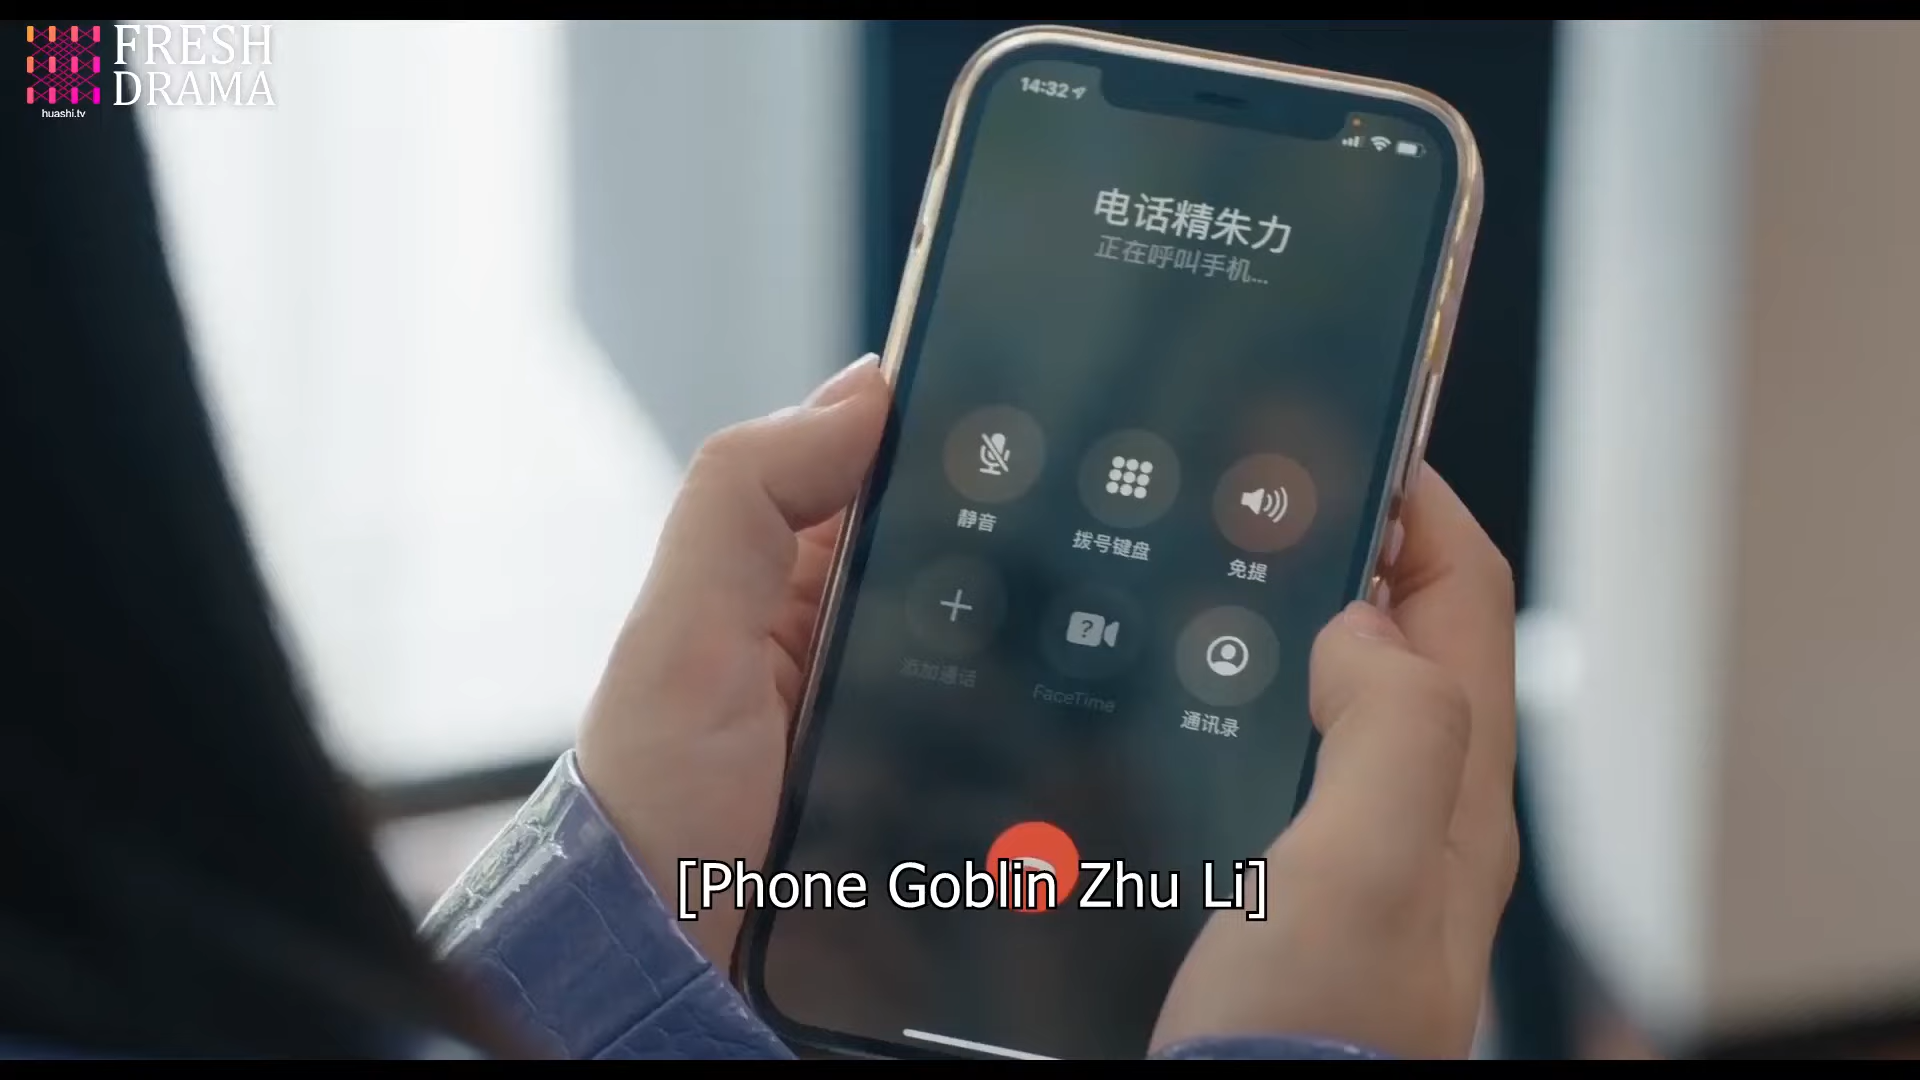 FRESH
DRAMA
huashi.tv
14:32
电话精朱力
正在呼叫手机...
静音
拨号键盘
免提
添加通话
FaceTime
通讯录
[Phone Goblin Zhu Li]